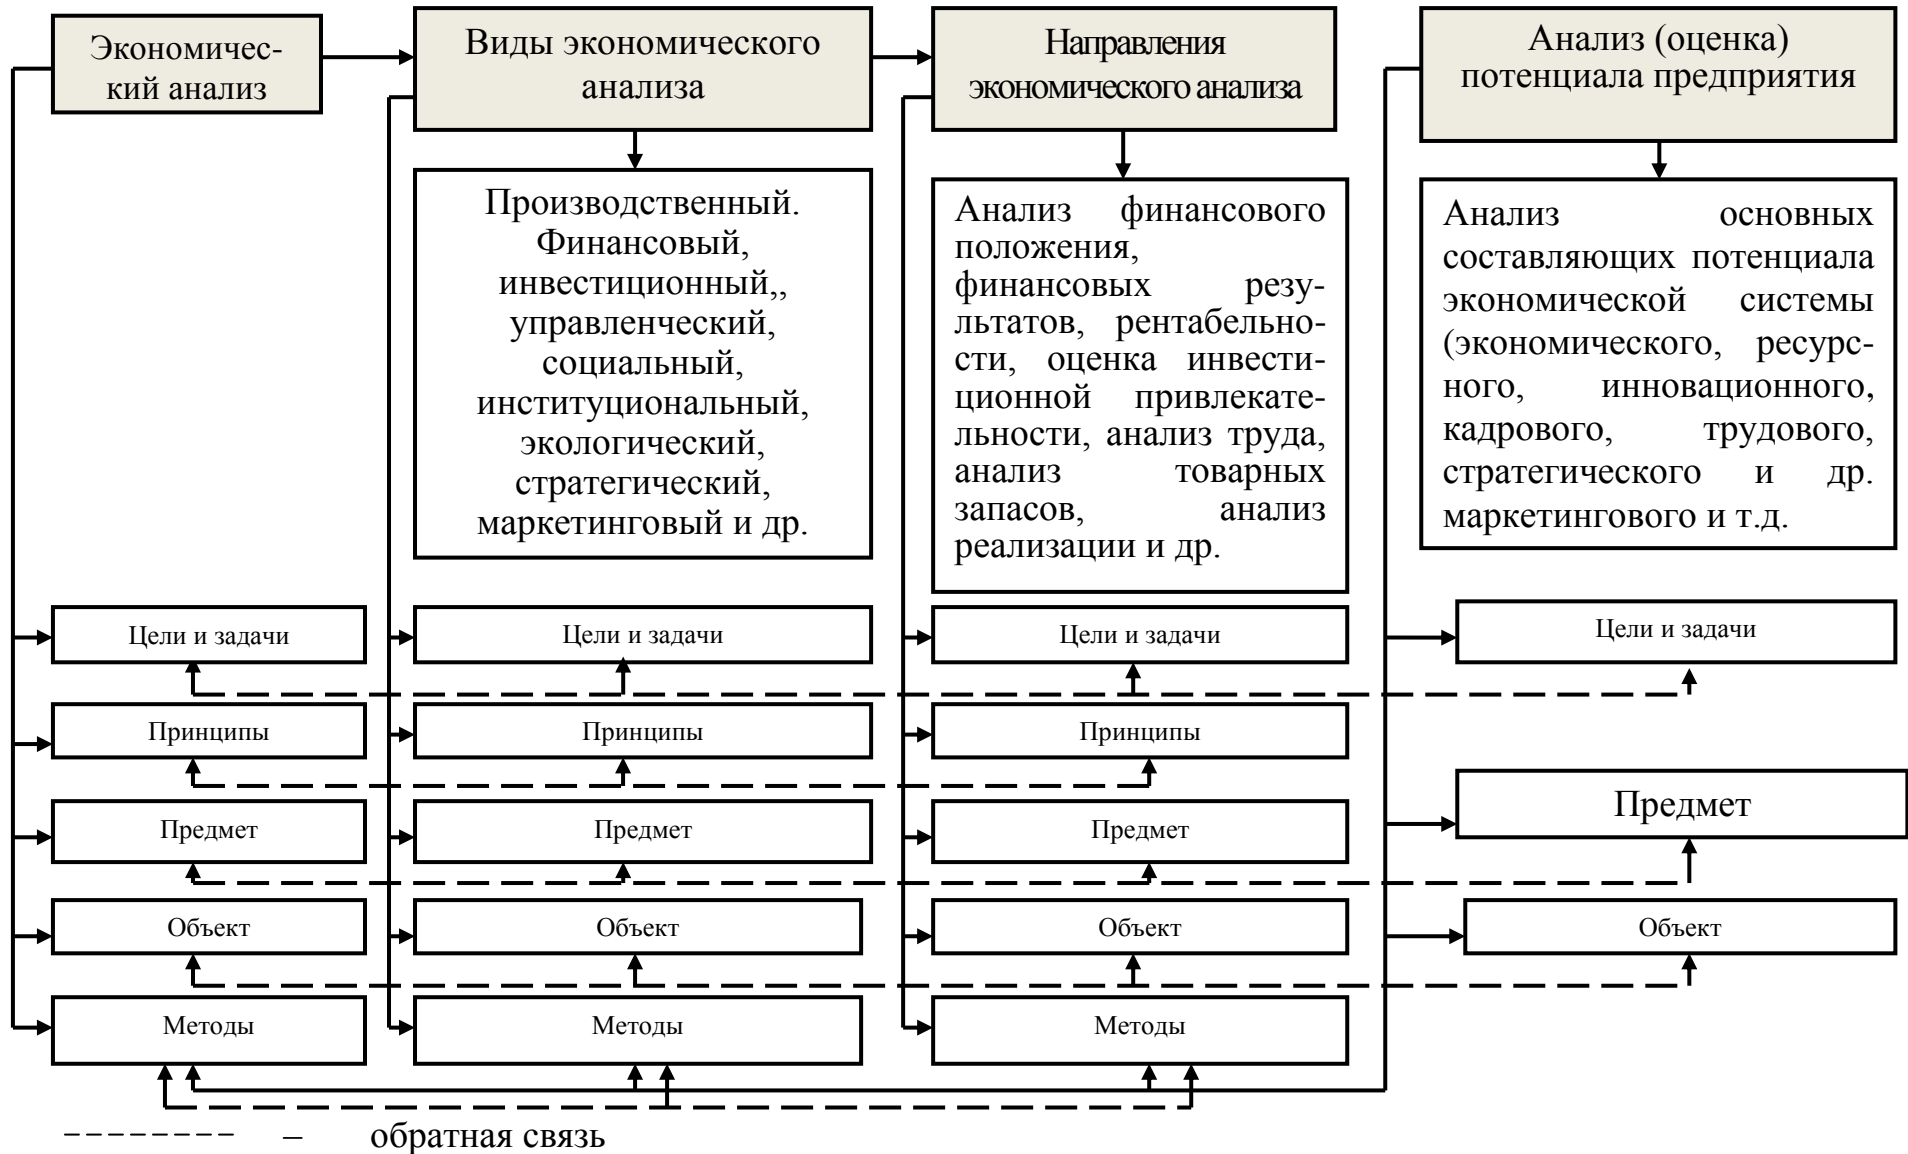 Экономичес-
кий анализ
Виды экономического
анализа
Направления
экономического анализа
Анализ (оценка)
потенциала предприятия
Производственный.
Финансовый,
инвестиционный,,
управленческий,
социальный,
институциональный,
экологический,
стратегический,
маркетинговый и др.
Анализ финансового
положения,
финансовых резу-
льтатов, рентабельно-
сти, оценка инвести-
ционной привлекате-
льности, анализ труда,
анализ товарных
запасов, анализ
реализации и др.
Анализ основных
составляющих потенциала
экономической системы
(экономического, ресурс-
ного, инновационного,
кадрового, трудового,
стратегического и др.
маркетингового и т.д.
Цели и задачи
Цели и задачи
Цели и задачи
Цели и задачи
Принципы
Принципы
Принципы
Предмет
Предмет
Предмет
Предмет
Объект
Объект
Объект
Объект
Методы
Методы
Методы
– обратная связь